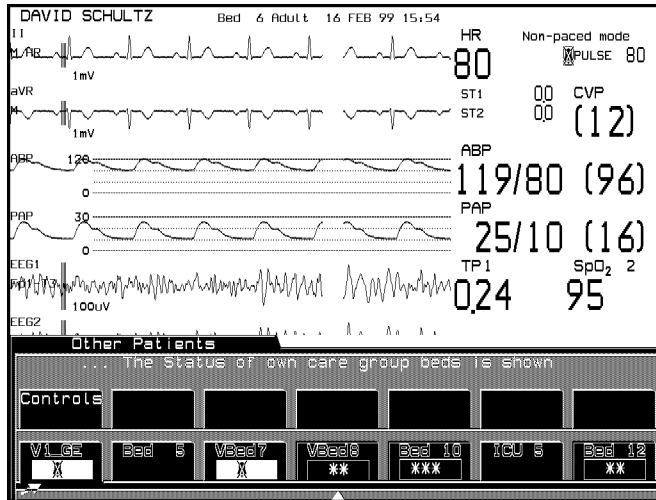 DAVID SCHULTZ Bed 6 Adult 16 FEB 99 15:54
II HR Non-paced mode
M/AR 80 PULSE 80
1mV
aVR ST1 0.0 CVP
M ST2 0.0 (12)
1mV
ABP 120 ABP
0 119/80 (96)
PAP 30 PAP
0 25/10 (16)
EEG1 TP1 SpO₂ 2
0.24 95
100uV
EEG2
Other Patients
... The Status of own care group beds is shown
Controls
V1_GE Bed 5 VBed7 VBed8 Bed 10 ICU 5 Bed 12
** *** **